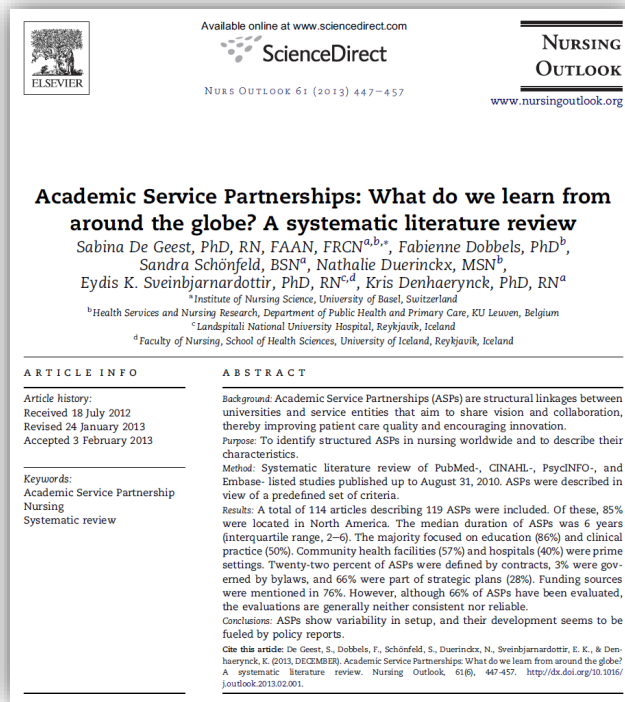 Available online at www.sciencedirect.com
ScienceDirect
ELSEVIER
NURS OUTLOOK 61 (2013) 447–457
NURSING
OUTLOOK
www.nursingoutlook.org
Academic Service Partnerships: What do we learn from
around the globe? A systematic literature review
Sabina De Geest, PhD, RN, FAAN, FRCN a,b,*, Fabienne Dobbels, PhD b,
Sandra Schönfeld, BSN a, Nathalie Duerinckx, MSN b,
Eydis K. Sveinbjarnardottir, PhD, RN c,d, Kris Denhaerynck, PhD, RN a
a Institute of Nursing Science, University of Basel, Switzerland
b Health Services and Nursing Research, Department of Public Health and Primary Care, KU Leuven, Belgium
c Landspitali National University Hospital, Reykjavik, Iceland
d Faculty of Nursing, School of Health Sciences, University of Iceland, Reykjavik, Iceland
ARTICLE INFO
Article history:
Received 18 July 2012
Revised 24 January 2013
Accepted 3 February 2013
Keywords:
Academic Service Partnership
Nursing
Systematic review
ABSTRACT
Background: Academic Service Partnerships (ASPs) are structural linkages between
universities and service entities that aim to share vision and collaboration,
thereby improving patient care quality and encouraging innovation.
Purpose: To identify structured ASPs in nursing worldwide and to describe their
characteristics.
Method: Systematic literature review of PubMed-, CINAHL-, PsycINFO-, and
Embase- listed studies published up to August 31, 2010. ASPs were described in
view of a predefined set of criteria.
Results: A total of 114 articles describing 119 ASPs were included. Of these, 85%
were located in North America. The median duration of ASPs was 6 years
(interquartile range, 2–6). The majority focused on education (86%) and clinical
practice (50%). Community health facilities (57%) and hospitals (40%) were prime
settings. Twenty-two percent of ASPs were defined by contracts, 3% were gov-
erned by bylaws, and 66% were part of strategic plans (28%). Funding sources
were mentioned in 76%. However, although 66% of ASPs have been evaluated,
the evaluations are generally neither consistent nor reliable.
Conclusions: ASPs show variability in setup, and their development seems to be
fueled by policy reports.
Cite this article: De Geest, S., Dobbels, F., Schönfeld, S., Duerinckx, N., Sveinbjarnardottir, E. K., & Den-
haerynck, K. (2013, DECEMBER). Academic Service Partnerships: What do we learn from around the globe?
A systematic literature review. Nursing Outlook, 61(6), 447-457. http://dx.doi.org/10.1016/
j.outlook.2013.02.001.